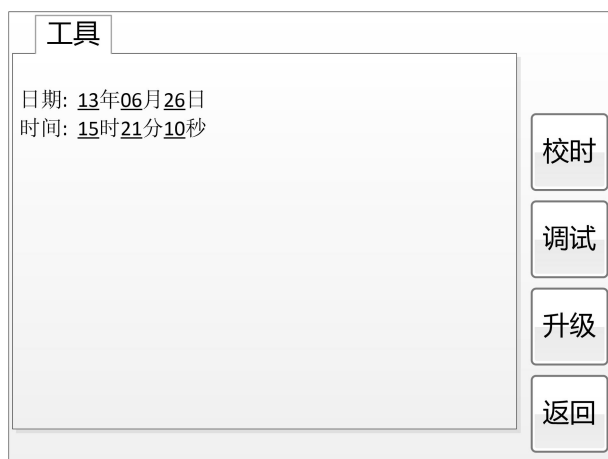 工具
日期: 13年06月26日
时间: 15时21分10秒
校时
调试
升级
返回